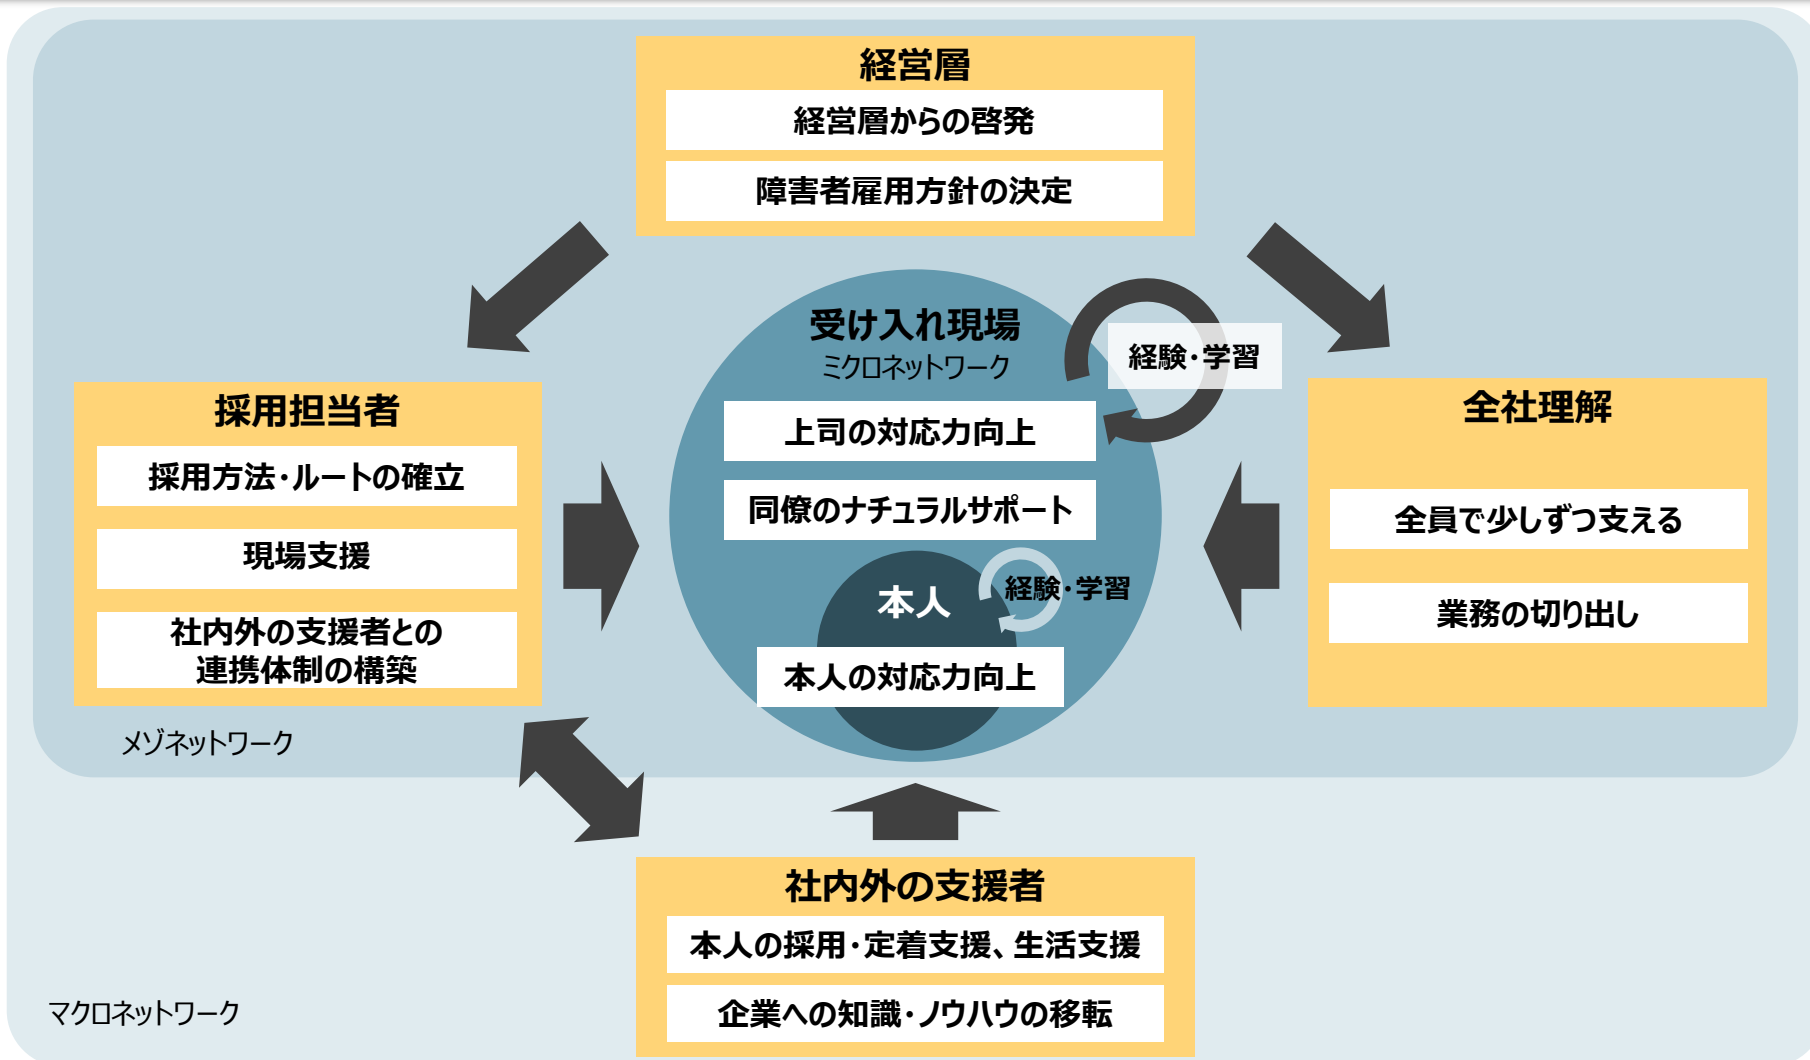 経営層
経営層からの啓発
障害者雇用方針の決定
受け入れ現場
ミクロネットワーク
経験・学習
上司の対応力向上
同僚のナチュラルサポート
本人
経験・学習
本人の対応力向上
採用担当者
採用方法・ルートの確立
現場支援
社内外の支援者との
連携体制の構築
全社理解
全員で少しずつ支える
業務の切り出し
メゾネットワーク
社内外の支援者
本人の採用・定着支援、生活支援
企業への知識・ノウハウの移転
マクロネットワーク